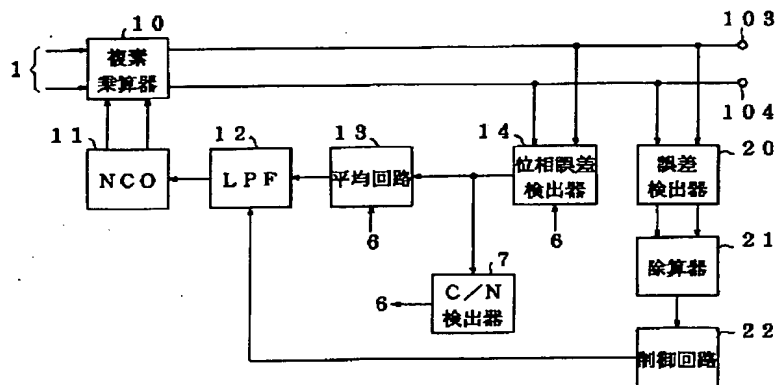 10
103
1
複素
乗算器
104
11
12
13
14
20
NCO
LPF
平均回路
位相誤差
検出器
誤差
検出器
6
6
7
21
6
C/N
検出器
除算器
22
制御回路